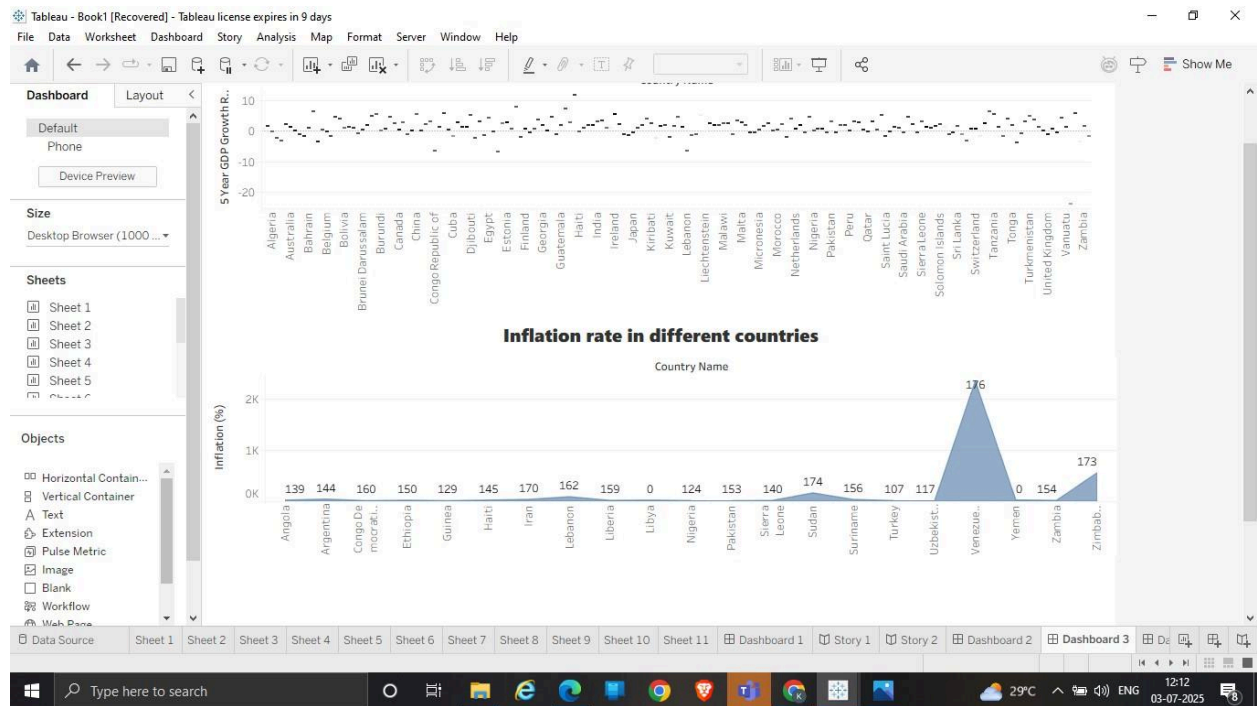 Tableau - Book1 [Recovered] - Tableau license expires in 9 days
File Data Worksheet Dashboard Story Analysis Map Format Server Window Help
Show Me
Dashboard Layout
Default
Phone
Device Preview
Size
Desktop Browser (1000 ...
Sheets
Sheet 1
Sheet 2
Sheet 3
Sheet 4
Sheet 5
Objects
Horizontal Contain...
Vertical Container
Text
Extension
Pulse Metric
Image
Blank
Workflow
Web Page
5 Year GDP Growth R..
10
0
-10
-20
Algeria
Australia
Bahrain
Belgium
Bolivia
Brunei Darussalam
Burundi
Canada
China
Congo Republic of
Cuba
Djibouti
Egypt
Estonia
Finland
Georgia
Guatemala
Haiti
India
Ireland
Japan
Kiribati
Kuwait
Lebanon
Liechtenstein
Malawi
Malta
Micronesia
Morocco
Netherlands
Nigeria
Pakistan
Peru
Qatar
Saint Lucia
Saudi Arabia
Sierra Leone
Solomon Islands
Sri Lanka
Switzerland
Tanzania
Tonga
Turkmenistan
United Kingdom
Vanuatu
Zambia
Inflation rate in different countries
Country Name
Inflation (%)
2K
1K
0K
139 144 160 150 129 145 170 162 159 0 124 153 140 174 156 107 117 176 0 154 173
Angola
Argentina
Congo De
mocrati..
Ethiopia
Guinea
Haiti
Iran
Lebanon
Liberia
Libya
Nigeria
Pakistan
Sierra
Leone
Sudan
Suriname
Turkey
Uzbekist..
Venezue..
Yemen
Zambia
Zimbab..
Data Source Sheet 1 Sheet 2 Sheet 3 Sheet 4 Sheet 5 Sheet 6 Sheet 7 Sheet 8 Sheet 9 Sheet 10 Sheet 11 Dashboard 1 Story 1 Story 2 Dashboard 2 Dashboard 3 Da
Type here to search
29°C
ENG
12:12
03-07-2025
8